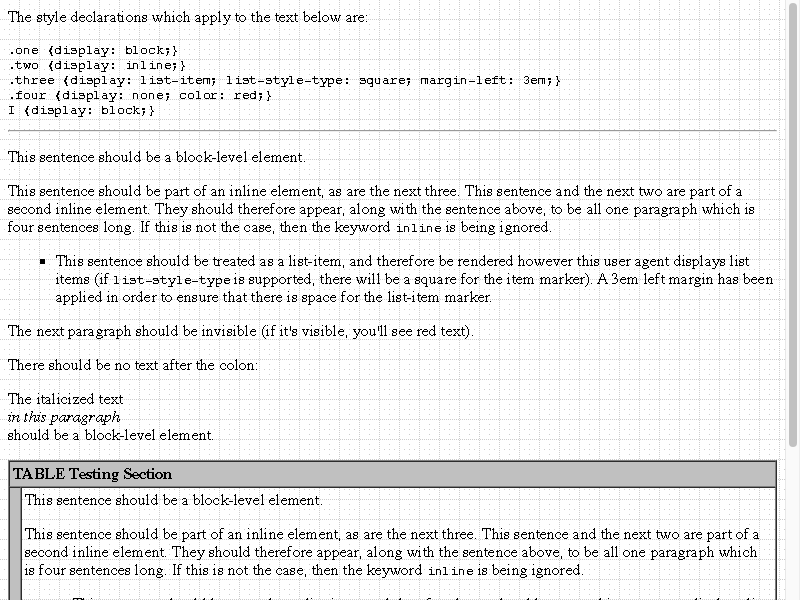 The style declarations which apply to the text below are:
.one {display: block;}
.two {display: inline;}
.three {display: list-item; list-style-type: square; margin-left: 3em;}
.four {display: none; color: red;}
I {display: block;}
This sentence should be a block-level element.
This sentence should be part of an inline element, as are the next three. This sentence and the next two are part of a
second inline element. They should therefore appear, along with the sentence above, to be all one paragraph which is
four sentences long. If this is not the case, then the keyword inline is being ignored.
This sentence should be treated as a list-item, and therefore be rendered however this user agent displays list
items (if list-style-type is supported, there will be a square for the item marker). A 3em left margin has been
applied in order to ensure that there is space for the list-item marker.
The next paragraph should be invisible (if it's visible, you'll see red text).
There should be no text after the colon:
The italicized text
in this paragraph
should be a block-level element.
TABLE Testing Section
This sentence should be a block-level element.
This sentence should be part of an inline element, as are the next three. This sentence and the next two are part of a
second inline element. They should therefore appear, along with the sentence above, to be all one paragraph which
is four sentences long. If this is not the case, then the keyword inline is being ignored.